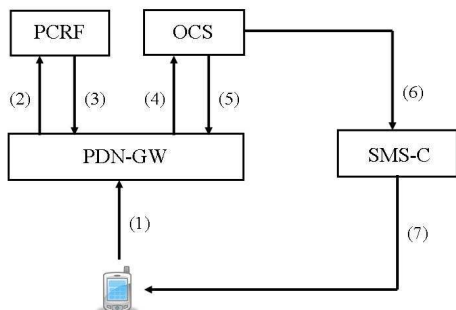 PCRF
OCS
(2)
(3)
(4)
(5)
(6)
PDN-GW
SMS-C
(1)
(7)